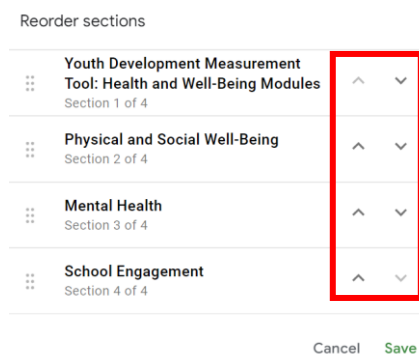 Reorder sections
Youth Development Measurement
Tool: Health and Well-Being Modules
Section 1 of 4
Physical and Social Well-Being
Section 2 of 4
Mental Health
Section 3 of 4
School Engagement
Section 4 of 4
Cancel Save